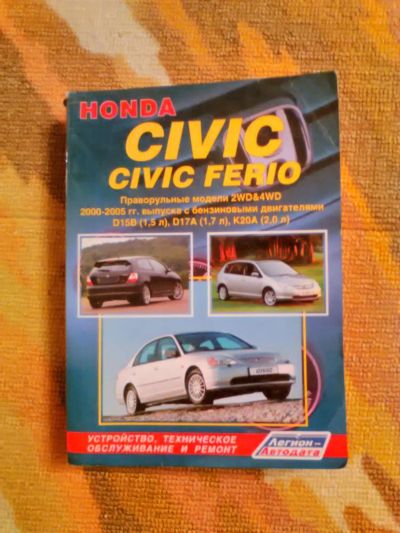 HONDA
CIVIC
CIVIC FERIO
Праворульные модели 2WD&4WD
2000-2005 гг. выпуска с бензиновыми двигателями
D15B (1,5 л), D17A (1,7 л), K20A (2,0 л)
CIVIC
УСТРОЙСТВО, ТЕХНИЧЕСКОЕ
ОБСЛУЖИВАНИЕ И РЕМОНТ
Легион-
Автодата